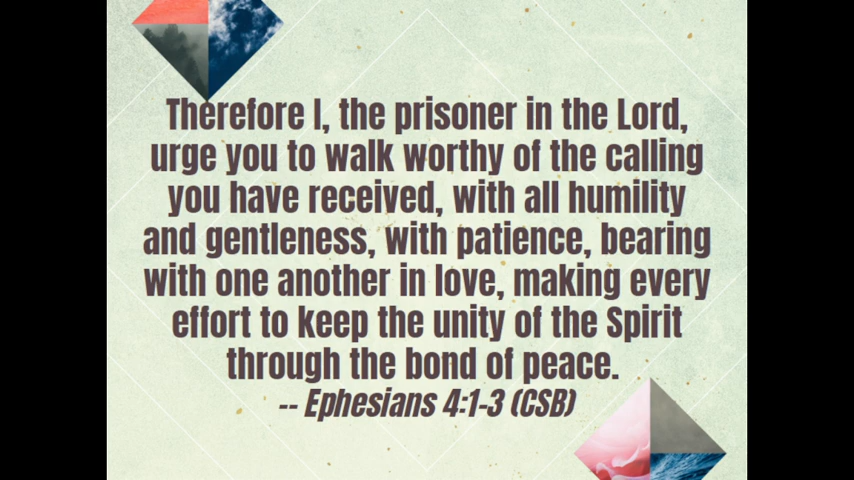 Therefore I, the prisoner in the Lord,
urge you to walk worthy of the calling
you have received, with all humility
and gentleness, with patience, bearing
with one another in love, making every
effort to keep the unity of the Spirit
through the bond of peace.
-- Ephesians 4:1-3 (CSB)